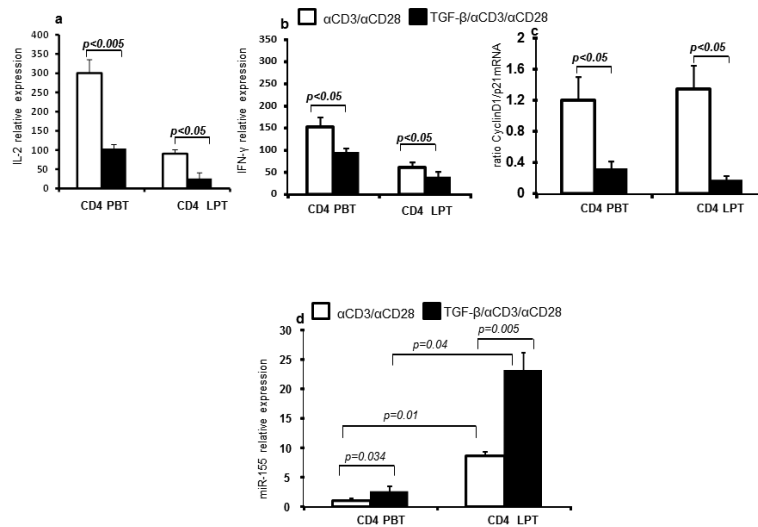 a
IL-2 relative expression
400
350
300
250
200
150
100
50
0
p<0.005
p<0.05
CD4 PBT
CD4 LPT
αCD3/αCD28
TGF-β/αCD3/αCD28
b
IFN-γ relative expression
350
300
250
200
150
100
50
0
p<0.05
p<0.05
CD4 PBT
CD4 LPT
c
ratio CyclinD1/p21mRNA
2
1.6
1.2
0.8
0.4
0
p<0.05
p<0.05
CD4 PBT
CD4 LPT
d
αCD3/αCD28
TGF-β/αCD3/αCD28
miR-155 relative expression
30
25
20
15
10
5
0
p=0.005
p=0.04
p=0.01
p=0.034
CD4 PBT
CD4 LPT